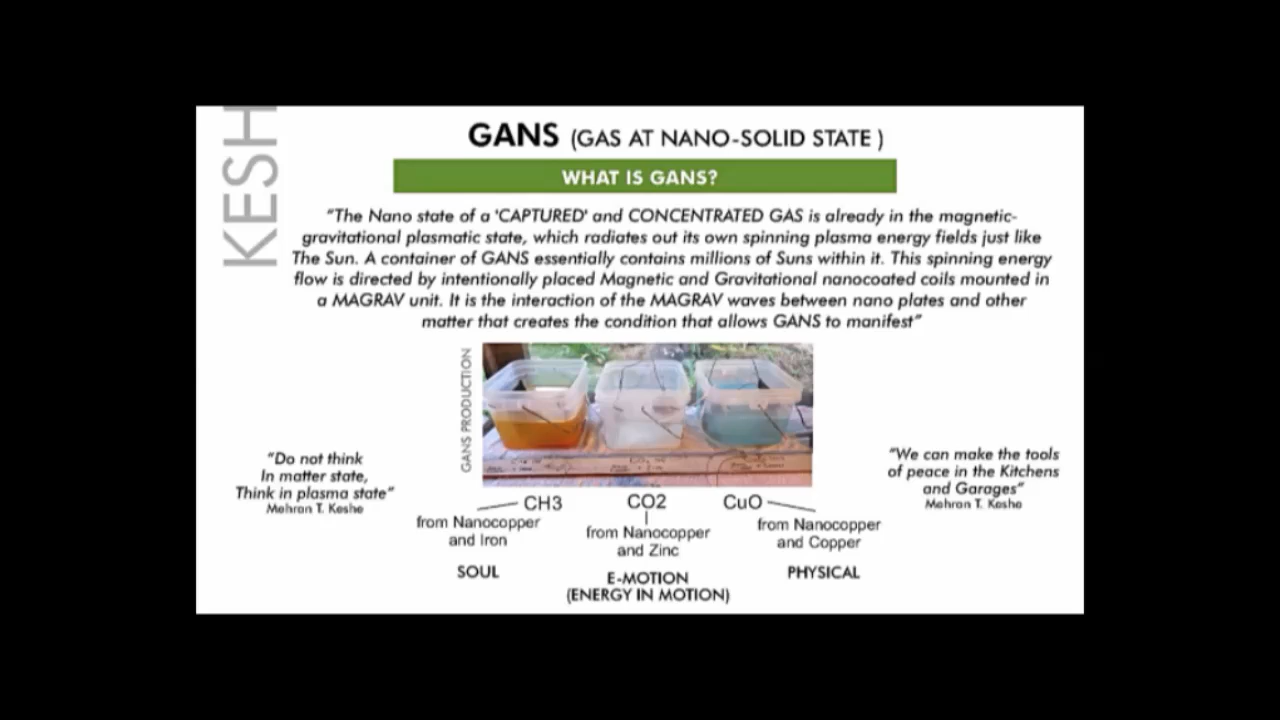 KESH
GANS (GAS AT NANO-SOLID STATE )
WHAT IS GANS?
"The Nano state of a 'CAPTURED' and CONCENTRATED GAS is already in the magnetic-
gravitational plasmatic state, which radiates out its own spinning plasma energy fields just like
The Sun. A container of GANS essentially contains millions of Suns within it. This spinning energy
flow is directed by intentionally placed Magnetic and Gravitational nanocoated coils mounted in
a MAGRAV unit. It is the interaction of the MAGRAV waves between nano plates and other
matter that creates the condition that allows GANS to manifest"
GANS PRODUCTION
"Do not think
In matter state,
Think in plasma state"
Mehran T. Keshe
"We can make the tools
of peace in the Kitchens
and Garages"
Mehran T. Keshe
CH3
from Nanocopper
and Iron
SOUL
CO2
from Nanocopper
and Zinc
E-MOTION
(ENERGY IN MOTION)
CuO
from Nanocopper
and Copper
PHYSICAL